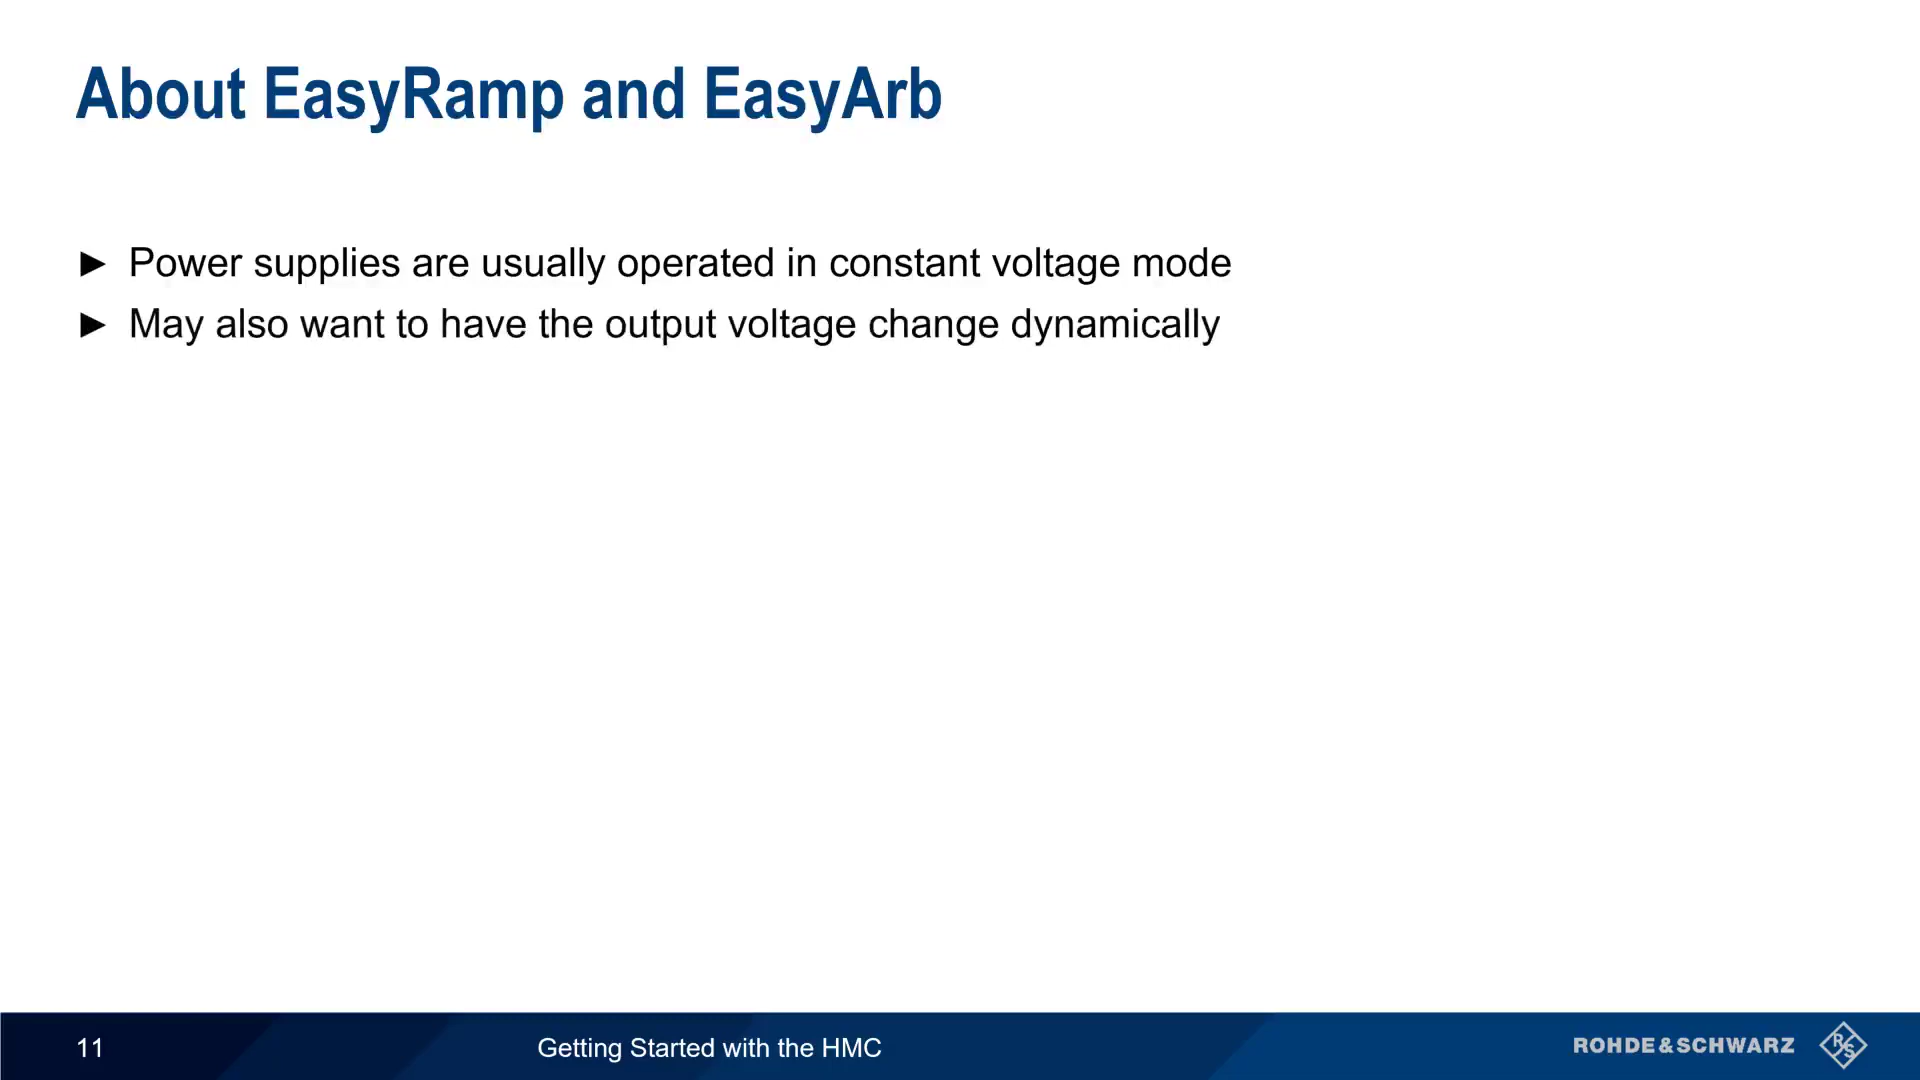 About EasyRamp and EasyArb
► Power supplies are usually operated in constant voltage mode
► May also want to have the output voltage change dynamically
11
Getting Started with the HMC
ROHDE&SCHWARZ
R&S